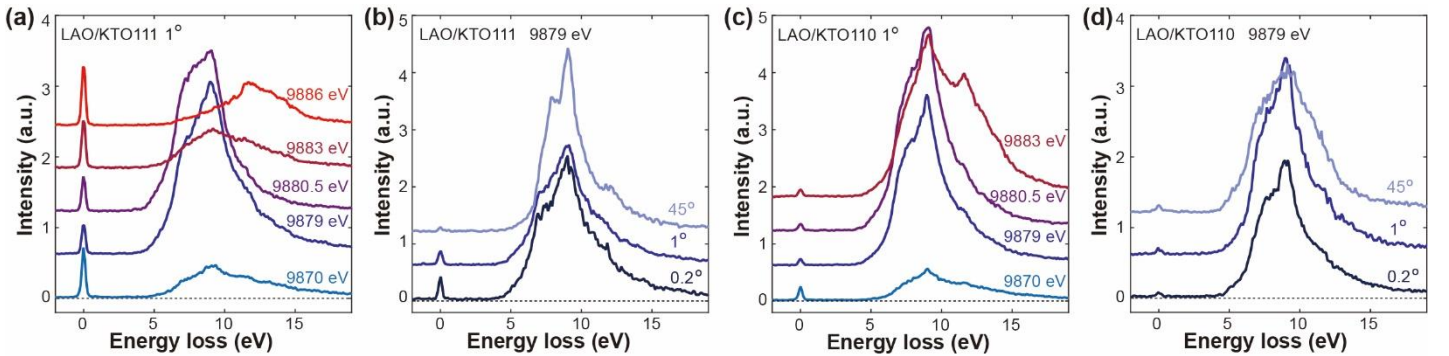 (a)
LAO/KTO111 1°
9886 eV
9883 eV
9880.5 eV
9879 eV
9870 eV
Intensity (a.u.)
4
3
2
1
0
0 5 10 15
Energy loss (eV)
(b)
LAO/KTO111 9879 eV
45°
1°
0.2°
Intensity (a.u.)
5
4
3
2
1
0
0 5 10 15
Energy loss (eV)
(c)
LAO/KTO110 1°
9883 eV
9880.5 eV
9879 eV
9870 eV
Intensity (a.u.)
5
4
3
2
1
0
0 5 10 15
Energy loss (eV)
(d)
LAO/KTO110 9879 eV
45°
1°
0.2°
Intensity (a.u.)
4
3
2
1
0
0 5 10 15
Energy loss (eV)